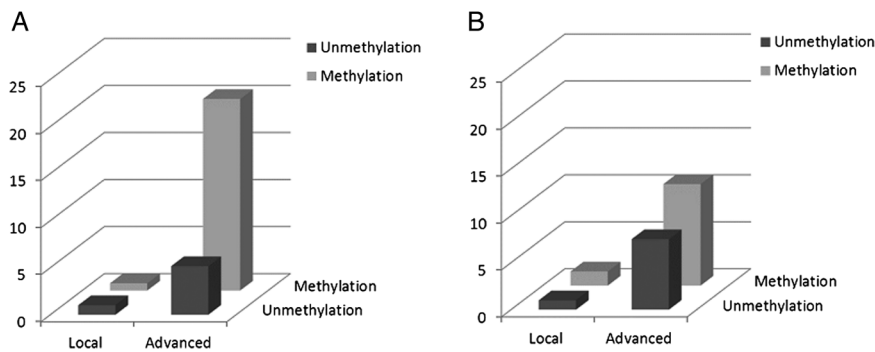 A
Unmethylation
Methylation
25
20
15
10
5
0
Methylation
Unmethylation
Local Advanced
B
Unmethylation
Methylation
25
20
15
10
5
0
Methylation
Unmethylation
Local Advanced